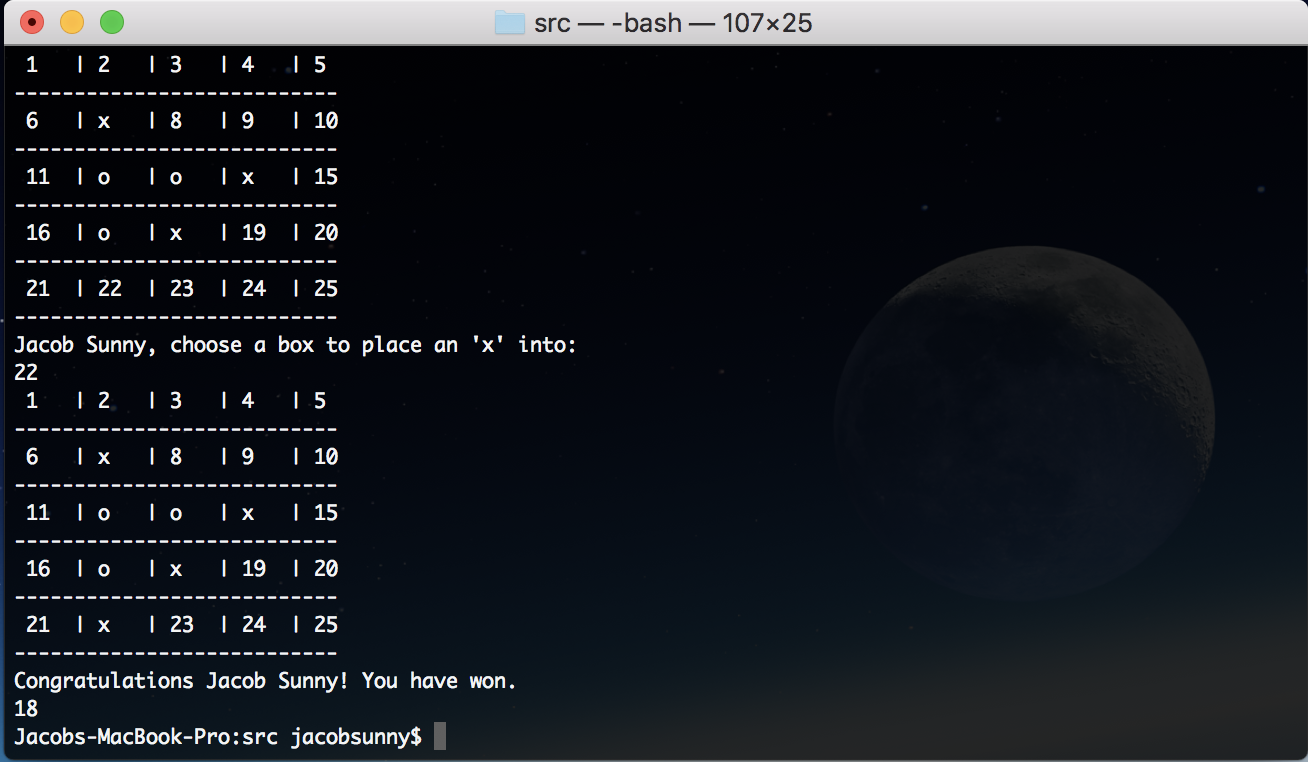 src — -bash — 107×25
1 | 2 | 3 | 4 | 5
---------------------------
6 | x | 8 | 9 | 10
---------------------------
11 | o | o | x | 15
---------------------------
16 | o | x | 19 | 20
---------------------------
21 | 22 | 23 | 24 | 25
---------------------------
Jacob Sunny, choose a box to place an 'x' into:
22
1 | 2 | 3 | 4 | 5
---------------------------
6 | x | 8 | 9 | 10
---------------------------
11 | o | o | x | 15
---------------------------
16 | o | x | 19 | 20
---------------------------
21 | x | 23 | 24 | 25
---------------------------
Congratulations Jacob Sunny! You have won.
18
Jacobs-MacBook-Pro:src jacobsunny$